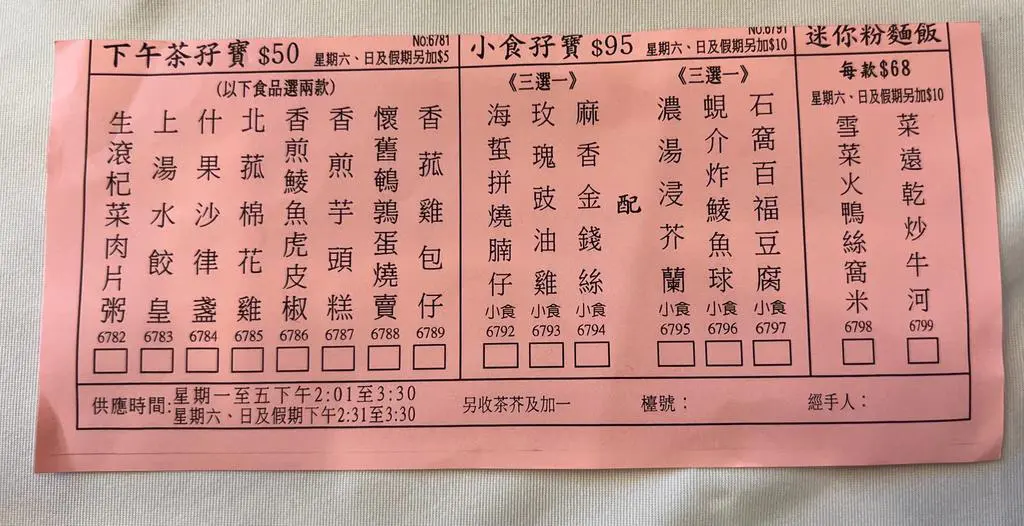 下午茶孖寶 $50 NO:6781 星期六、日及假期另加$5
(以下食品選兩款)
生滾杞菜肉片粥 6782
上湯水餃皇 6783
什果沙律盞 6784
北菰棉花雞 6785
香煎鯪魚虎皮椒 6786
香煎芋頭糕 6787
懷舊鵪鶉蛋燒賣 6788
香菰雞包仔 6789
小食孖寶 $95 NO:6791 星期六、日及假期另加$10
《三選一》
海蜇拼燒腩仔 小食 6792
玫瑰豉油雞 小食 6793
麻香金錢絲 小食 6794
配
《三選一》
濃湯浸芥蘭 小食 6795
蜆介炸鯪魚球 小食 6796
石窩百福豆腐 小食 6797
迷你粉麵飯
每款$68
星期六、日及假期另加$10
雪菜火鴨絲窩米 6798
菜遠乾炒牛河 6799
供應時間:星期一至五下午2:01至3:30
星期六、日及假期下午2:31至3:30
另收茶芥及加一
檯號：
經手人：